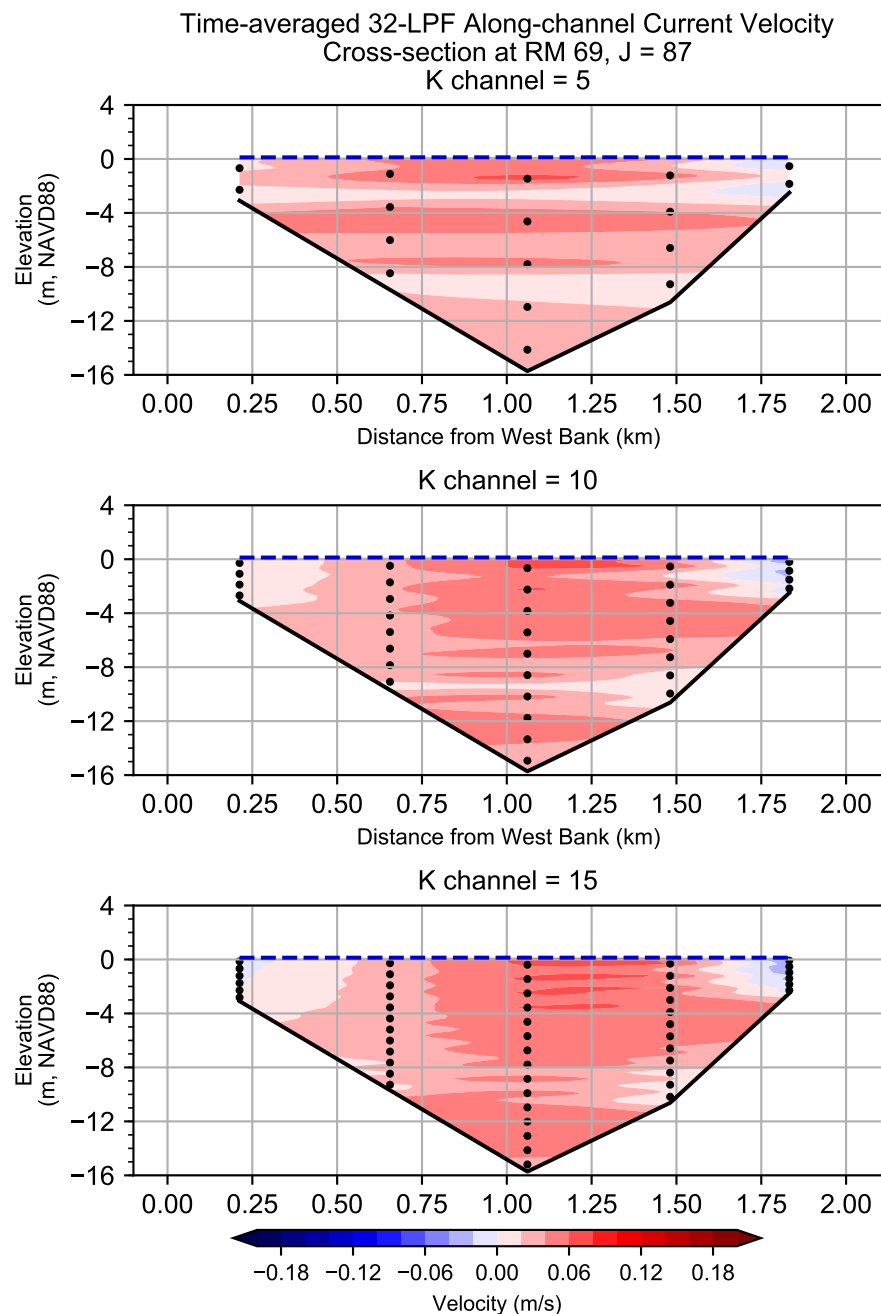 Time-averaged 32-LPF Along-channel Current Velocity
Cross-section at RM 69, J = 87
K channel = 5
4
0
−4
−8
−12
−16
Elevation
(m, NAVD88)
0.00 0.25 0.50 0.75 1.00 1.25 1.50 1.75 2.00
Distance from West Bank (km)
K channel = 10
4
0
−4
−8
−12
−16
Elevation
(m, NAVD88)
0.00 0.25 0.50 0.75 1.00 1.25 1.50 1.75 2.00
Distance from West Bank (km)
K channel = 15
4
0
−4
−8
−12
−16
Elevation
(m, NAVD88)
0.00 0.25 0.50 0.75 1.00 1.25 1.50 1.75 2.00
−0.18 −0.12 −0.06 0.00 0.06 0.12 0.18
Velocity (m/s)